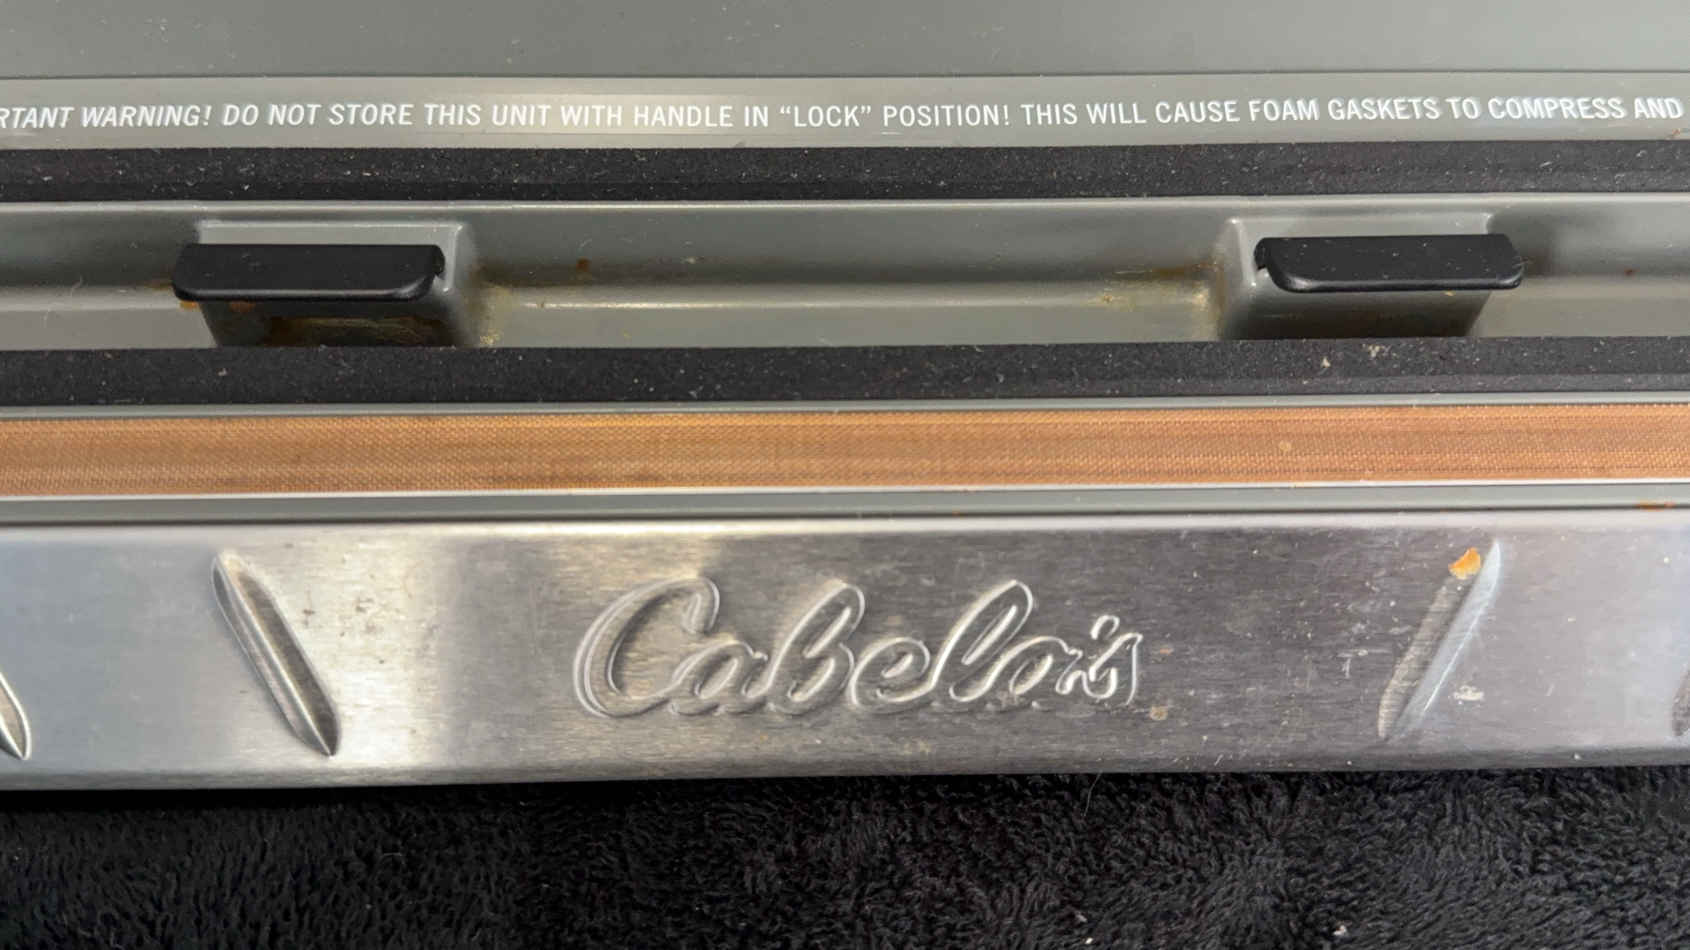 RTANT WARNING! DO NOT STORE THIS UNIT WITH HANDLE IN “LOCK” POSITION! THIS WILL CAUSE FOAM GASKETS TO COMPRESS AND
Cabela's